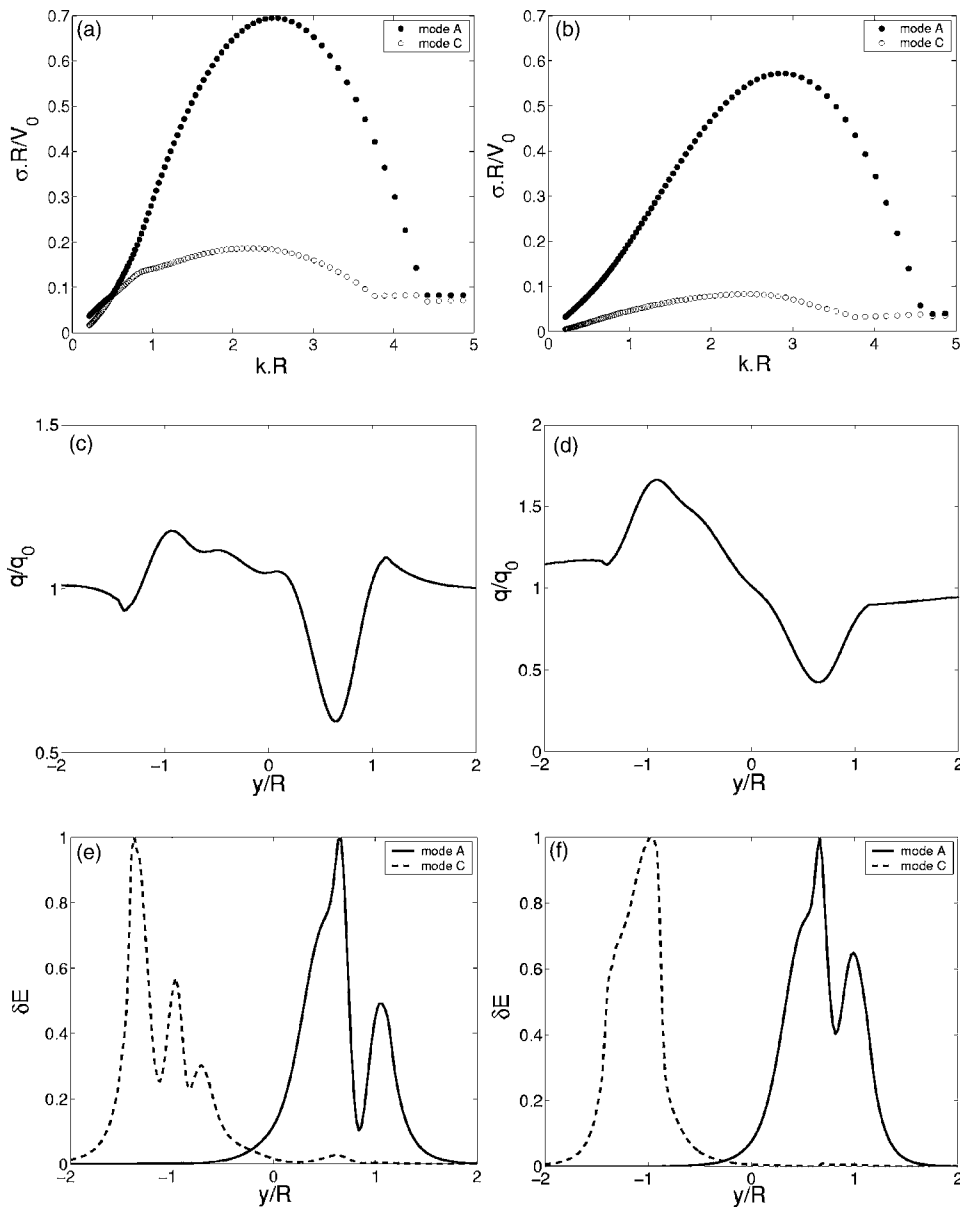 (a)
mode A
mode C
0.7
0.6
0.5
0.4
0.3
0.2
0.1
0
σ.R/V0
0 1 2 3 4 5
k.R
(b)
mode A
mode C
0.7
0.6
0.5
0.4
0.3
0.2
0.1
0
σ.R/V0
0 1 2 3 4 5
k.R
(c)
1.5
1
0.5
q/q0
−2 −1 0 1 2
y/R
(d)
2
1.5
1
0.5
0
q/q0
−2 −1 0 1 2
y/R
(e)
mode A
mode C
1
0.8
0.6
0.4
0.2
0
δE
−2 −1 0 1 2
y/R
(f)
mode A
mode C
1
0.8
0.6
0.4
0.2
0
δE
−2 −1 0 1 2
y/R